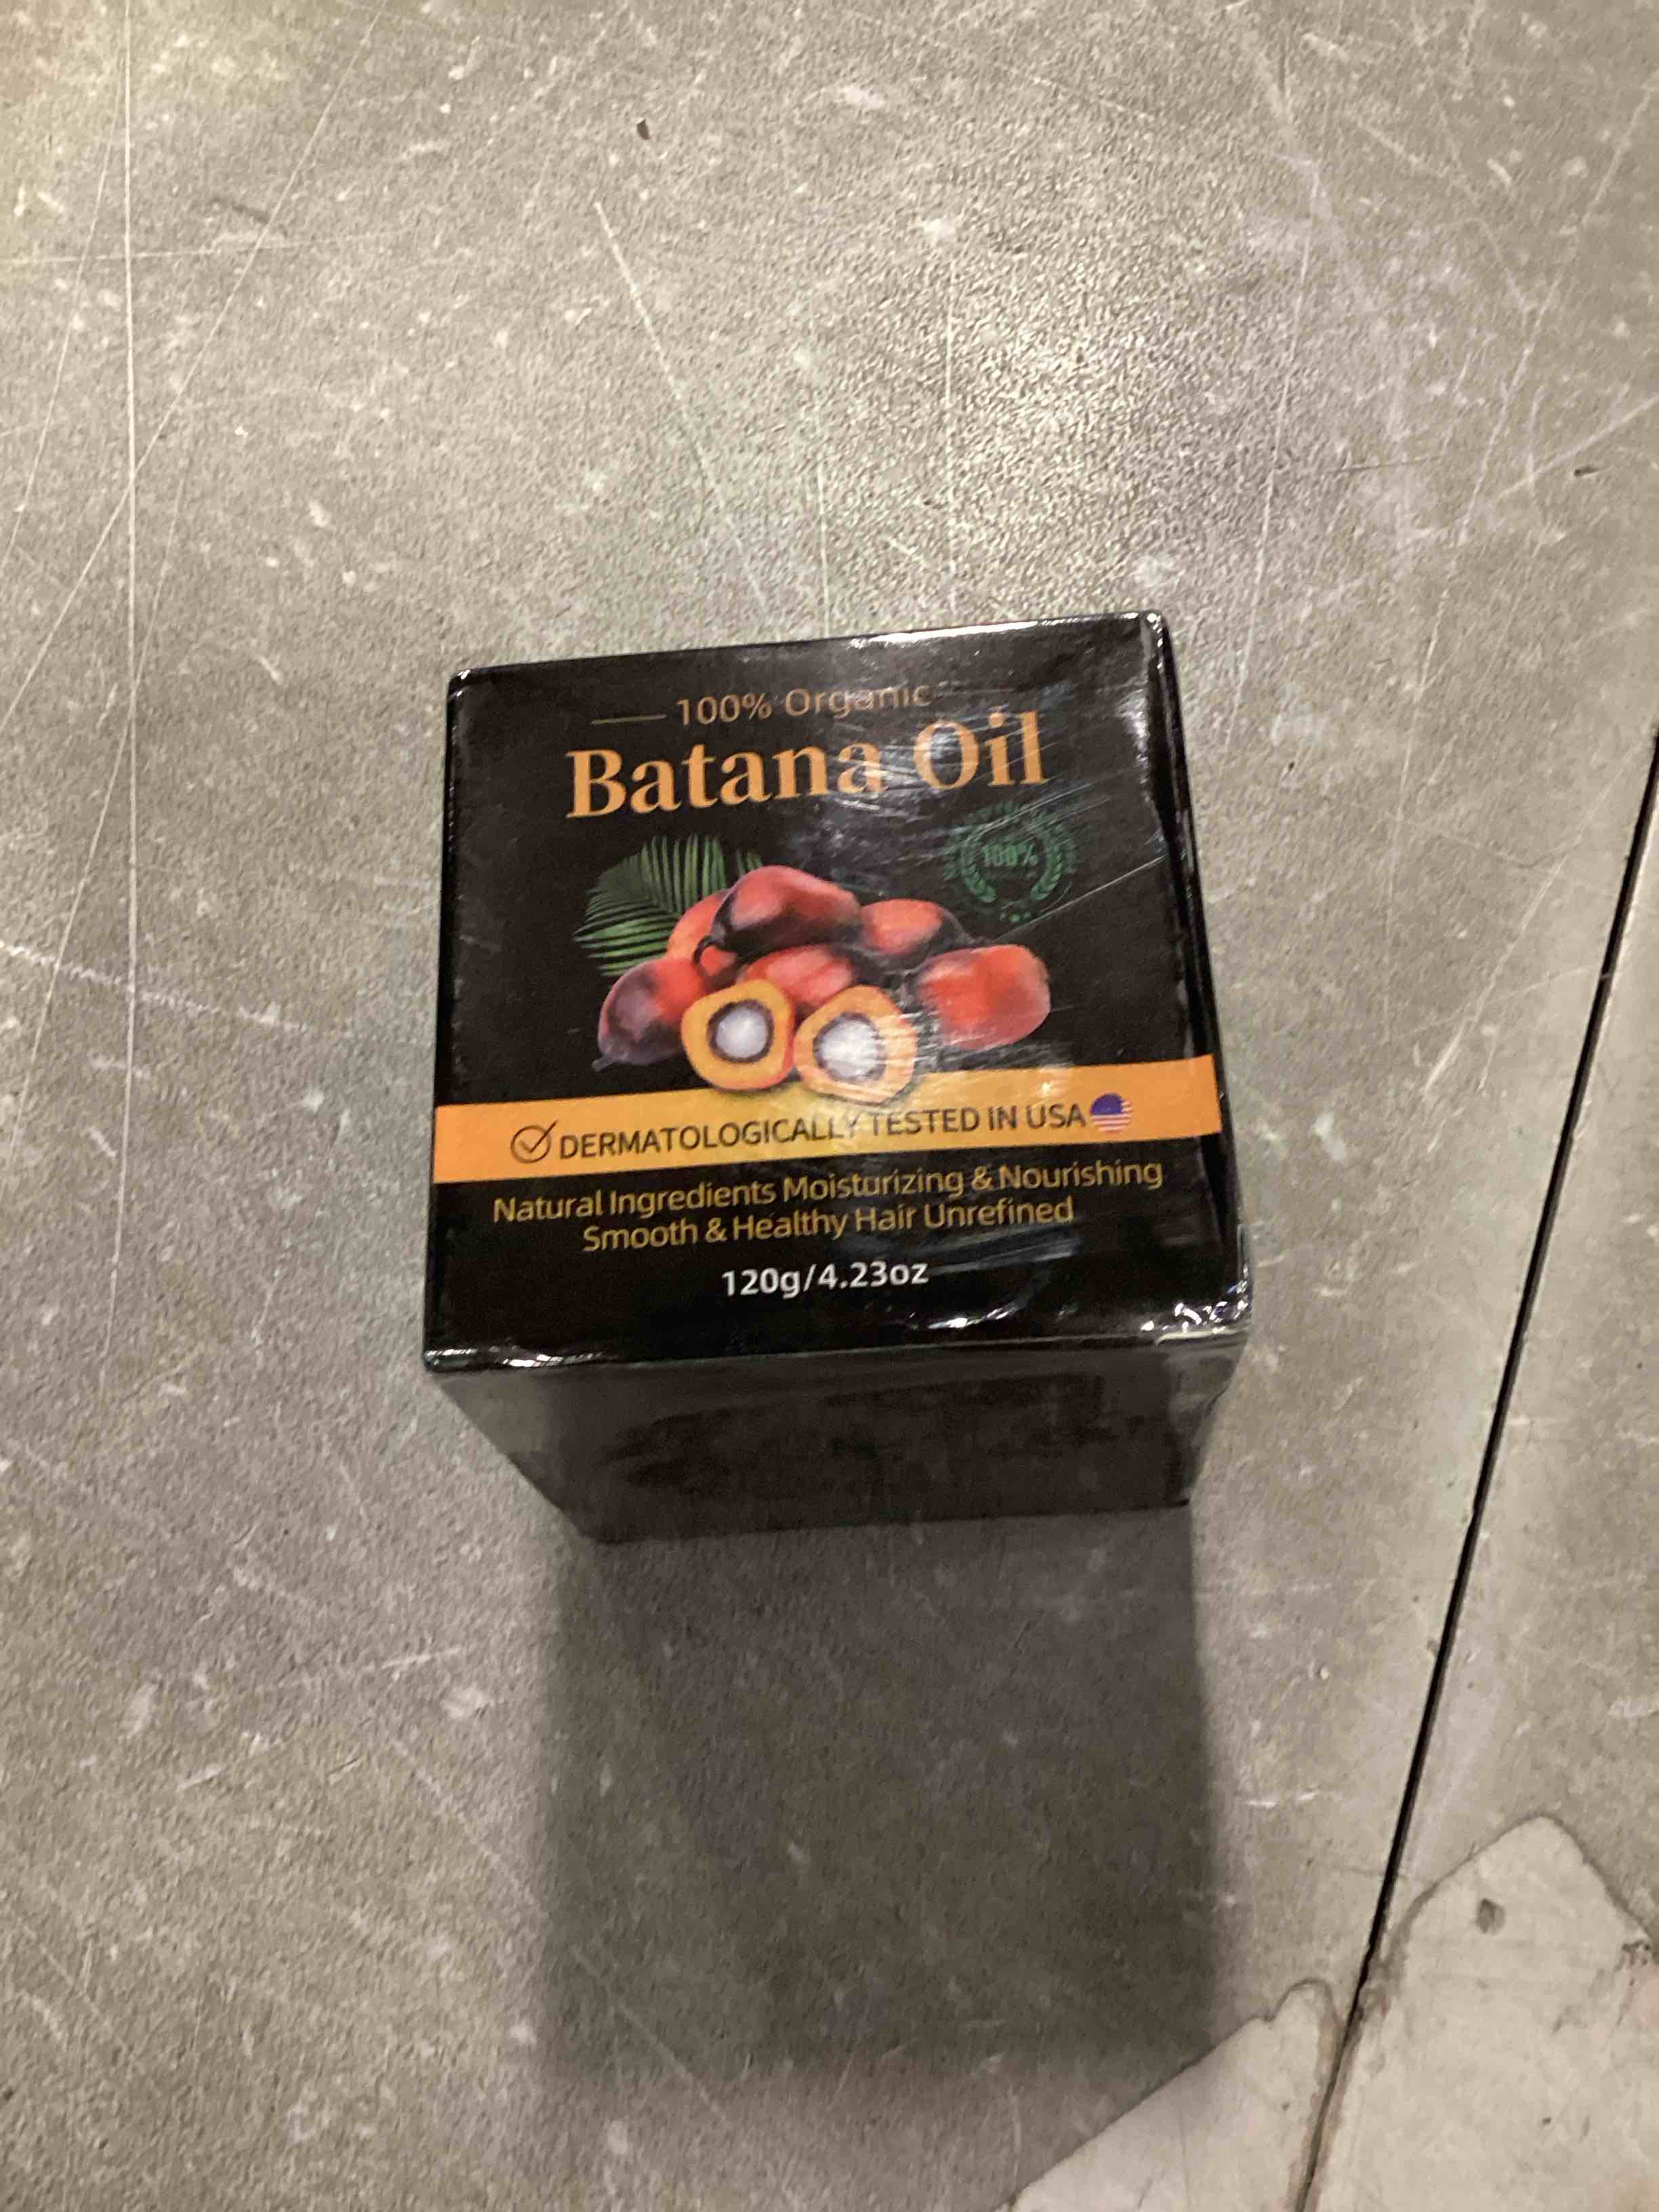 100% Organic
Batana Oil
100%
DERMATOLOGICALLY TESTED IN USA
Natural Ingredients Moisturizing & Nourishing
Smooth & Healthy Hair Unrefined
120g/4.23oz